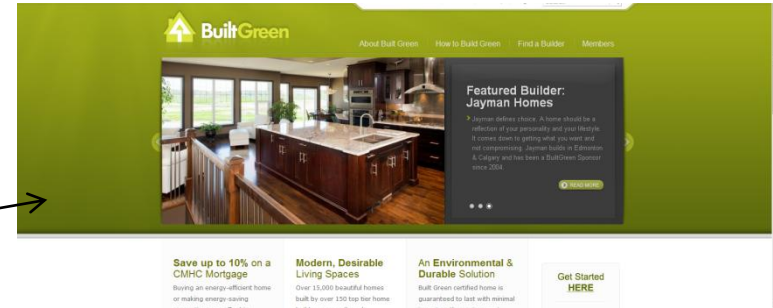 BuiltGreen
About Built Green How to Build Green Find a Builder Members
Featured Builder:
Jayman Homes
Jayman defines choice. A home should be a
reflection of your personality and your lifestyle.
It comes down to getting what you want and
not compromising. Jayman builds in Edmonton
& Calgary and has been a BuiltGreen Sponsor
since 2004.
READ MORE
Save up to 10% on a
CMHC Mortgage
Buying an energy-efficient home
or making energy-saving
Modern, Desirable
Living Spaces
Over 15,000 beautiful homes
built by over 150 top tier home
An Environmental &
Durable Solution
Built Green certified home is
guaranteed to last with minimal
Get Started
HERE